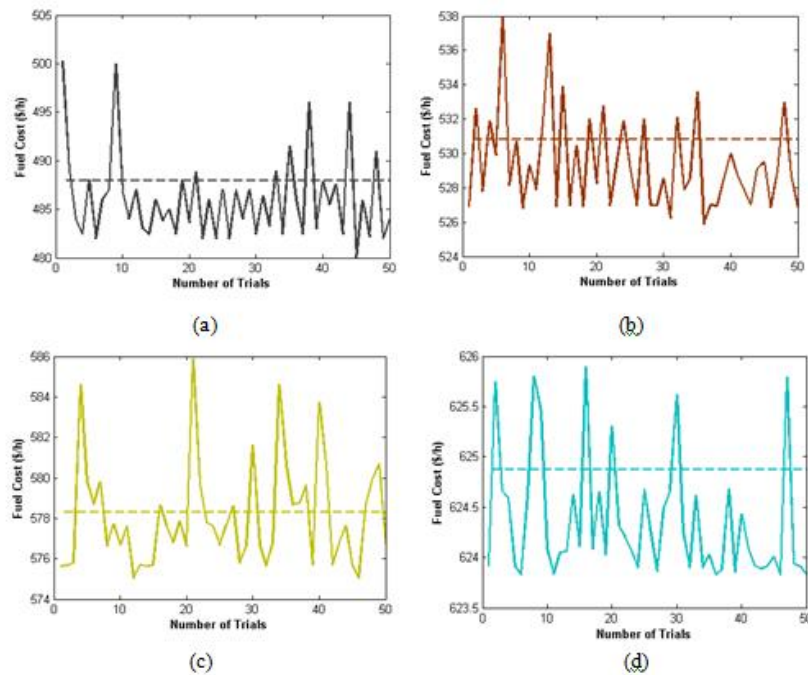 505
500
495
490
485
480
Fuel Cost ($/h)
0 10 20 30 40 50
Number of Trials
(a)
538
536
534
532
530
528
526
524
Fuel Cost ($/h)
0 10 20 30 40 50
Number of Trials
(b)
586
584
582
580
578
576
574
Fuel Cost ($/h)
0 10 20 30 40 50
Number of Trials
(c)
626
625.5
625
624.5
624
623.5
Fuel Cost ($/h)
0 10 20 30 40 50
Number of Trials
(d)